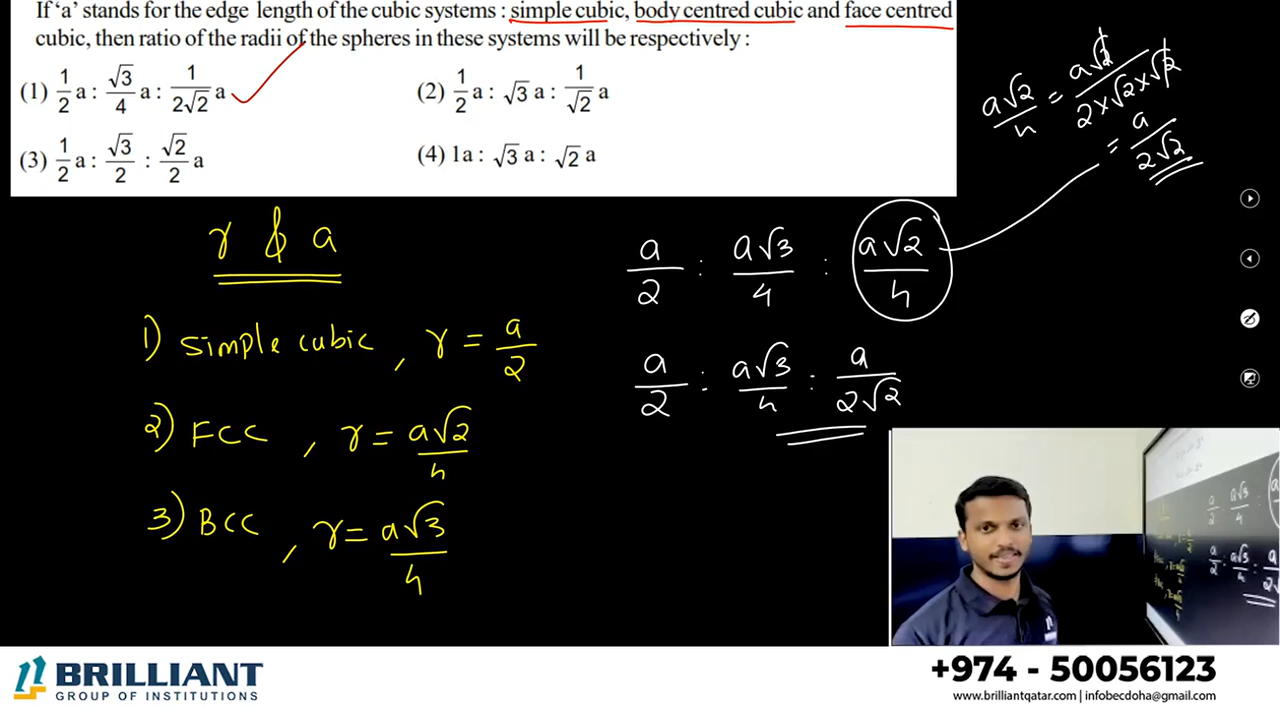 If ‘a’ stands for the edge length of the cubic systems : simple cubic, body centred cubic and face centred
cubic, then ratio of the radii of the spheres in these systems will be respectively :
(1) 1/2 a : √3/4 a : 1/2√2 a
(2) 1/2 a : √3 a : 1/√2 a
(3) 1/2 a : √3/2 : √2/2 a
(4) 1a : √3 a : √2 a
a√2/4 = a√2/2×√2×√2
= a/2√2
r & a
1) Simple cubic, r = a/2
2) FCC, r = a√2/4
3) BCC, r = a√3/4
a/2 : a√3/4 : a√2/4
a/2 : a√3/4 : a/2√2
BRILLIANT
GROUP OF INSTITUTIONS
+974 - 50056123
www.brilliantqatar.com | infobecdoha@gmail.com